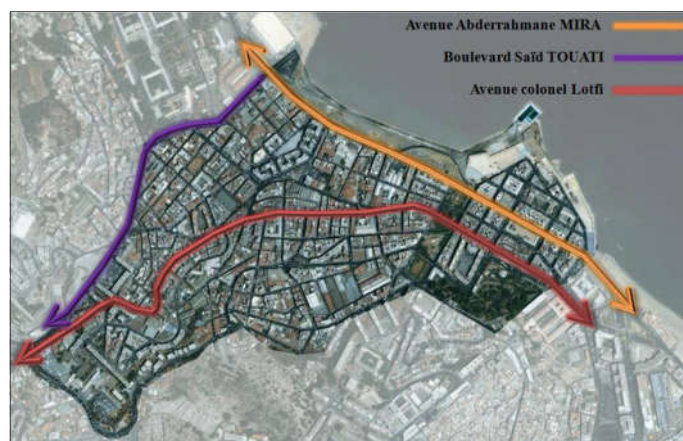 Avenue Abderrahmane MIRA
Boulevard Saïd TOUATI
Avenue colonel Lotfi